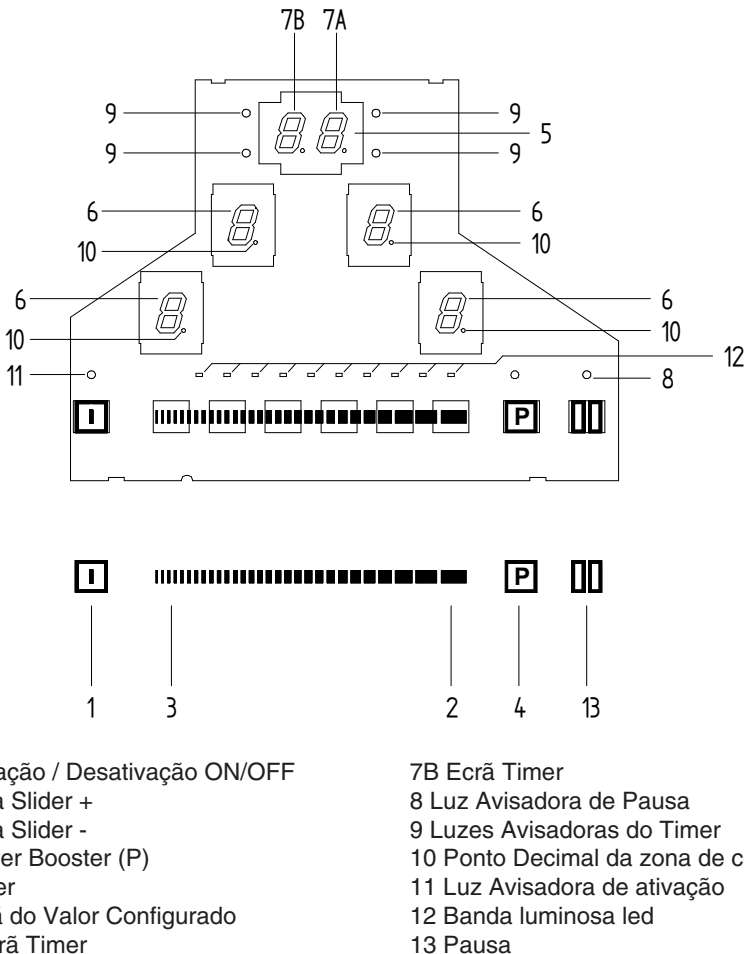 7B 7A
9 9
9 5
9
6 6
10 10
6 6
10 10
12
11 8
I P
I P
1 3 2 4 13
ação / Desativação ON/OFF
Slider +
Slider -
er Booster (P)
er
do Valor Configurado
rã Timer
7B Ecrã Timer
8 Luz Avisadora de Pausa
9 Luzes Avisadoras do Timer
10 Ponto Decimal da zona de c
11 Luz Avisadora de ativação
12 Banda luminosa led
13 Pausa